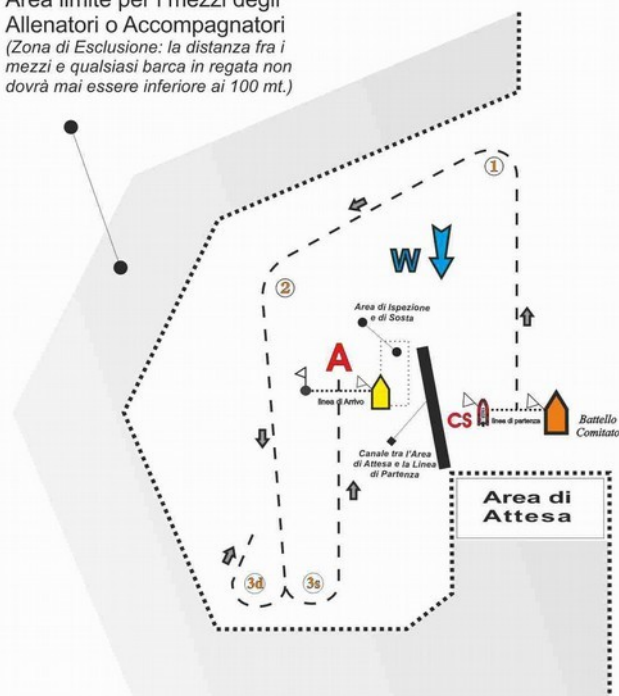 Area limite per i mezzi degli
Allenatori o Accompagnatori
(Zona di Esclusione: la distanza fra i
mezzi e qualsiasi barca in regata non
dovrà mai essere inferiore ai 100 mt.)
1
2
W
Area di Ispezione
e di Sosta
A
linea di Arrivo
CS
linea di partenza
Battello
Comitato
Canale tra l'Area
di Attesa e la Linea
di Partenza
Area di
Attesa
3d
3s